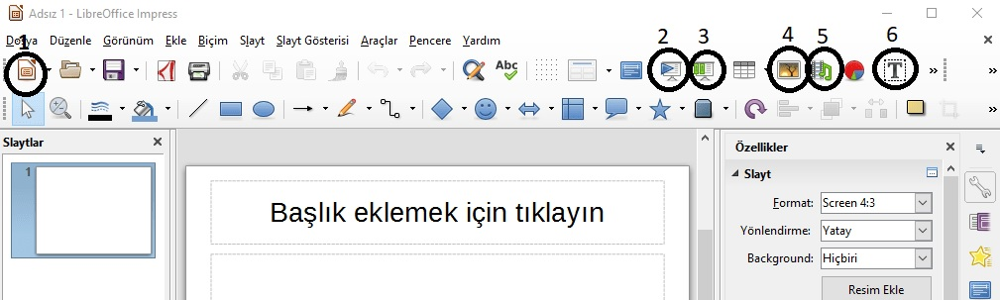 Adsız 1 - LibreOffice Impress
1
Dosya Düzenle Görünüm Ekle Biçim Slayt Slayt Gösterisi Araçlar Pencere Yardım
2 3 4 5 6
Abc
T
Slaytlar
1
Başlık eklemek için tıklayın
Özellikler
Slayt
Format: Screen 4:3
Yönlendirme: Yatay
Background: Hiçbiri
Resim Ekle